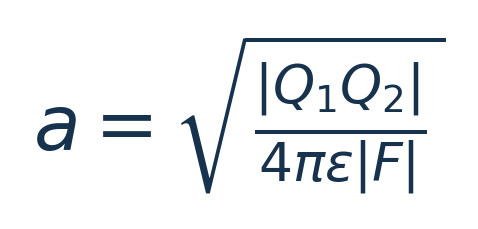 a = √(|Q₁Q₂| / 4πε|F|)